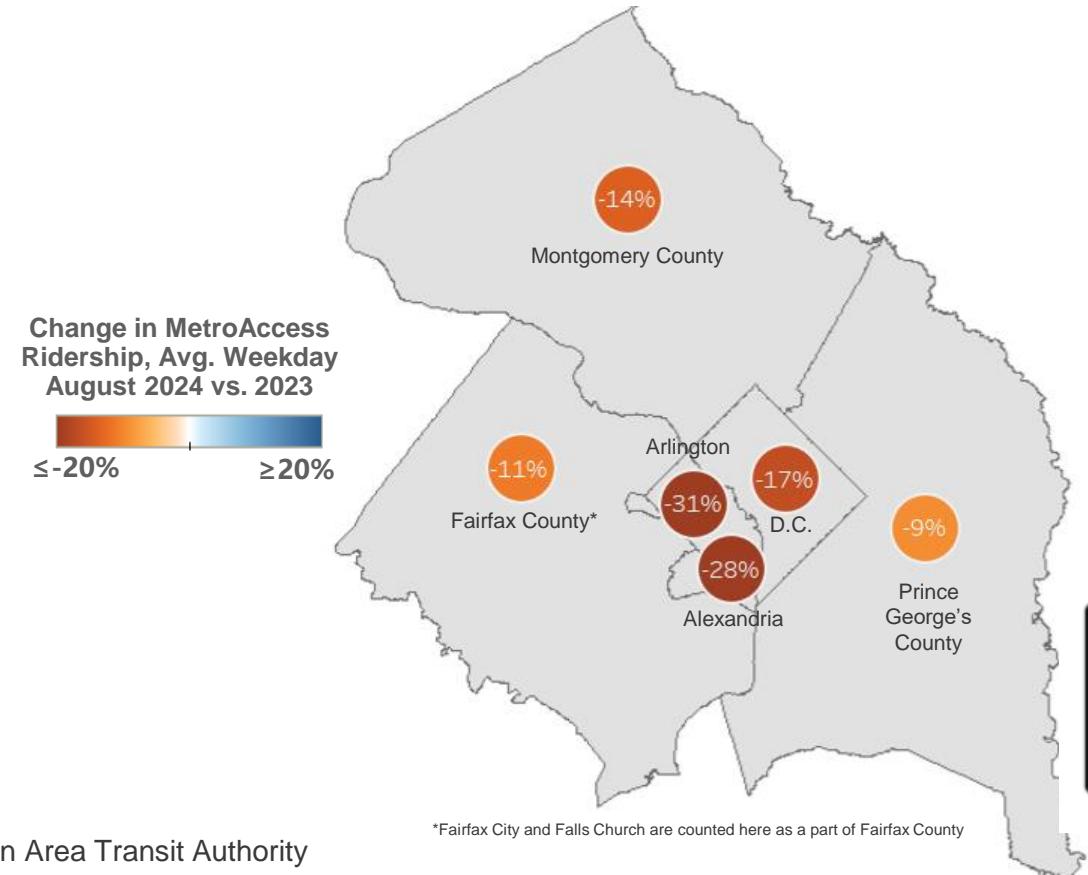 -14%
Montgomery County
Change in MetroAccess
Ridership, Avg. Weekday
August 2024 vs. 2023
≤-20%
≥20%
-11%
Fairfax County*
Arlington
-31%
-17%
D.C.
-28%
Alexandria
-9%
Prince
George’s
County
*Fairfax City and Falls Church are counted here as a part of Fairfax County
n Area Transit Authority